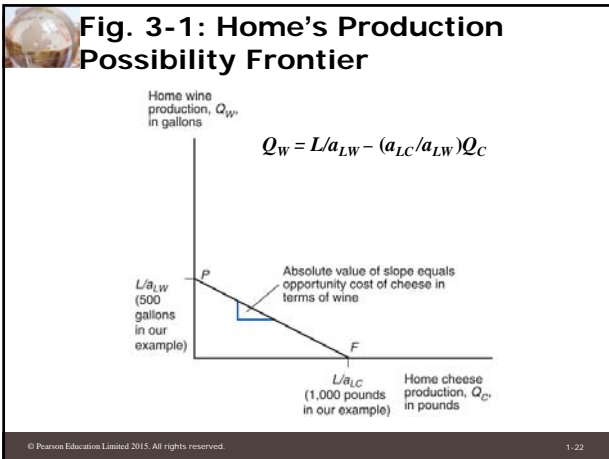 Fig. 3-1: Home's Production
Possibility Frontier
Home wine
production, Q_W,
in gallons
Q_W = L/a_LW – (a_LC/a_LW)Q_C
P
Absolute value of slope equals
opportunity cost of cheese in
terms of wine
L/a_LW
(500
gallons
in our
example)
F
L/a_LC
(1,000 pounds
in our example)
Home cheese
production, Q_C,
in pounds
© Pearson Education Limited 2015. All rights reserved.
1-22